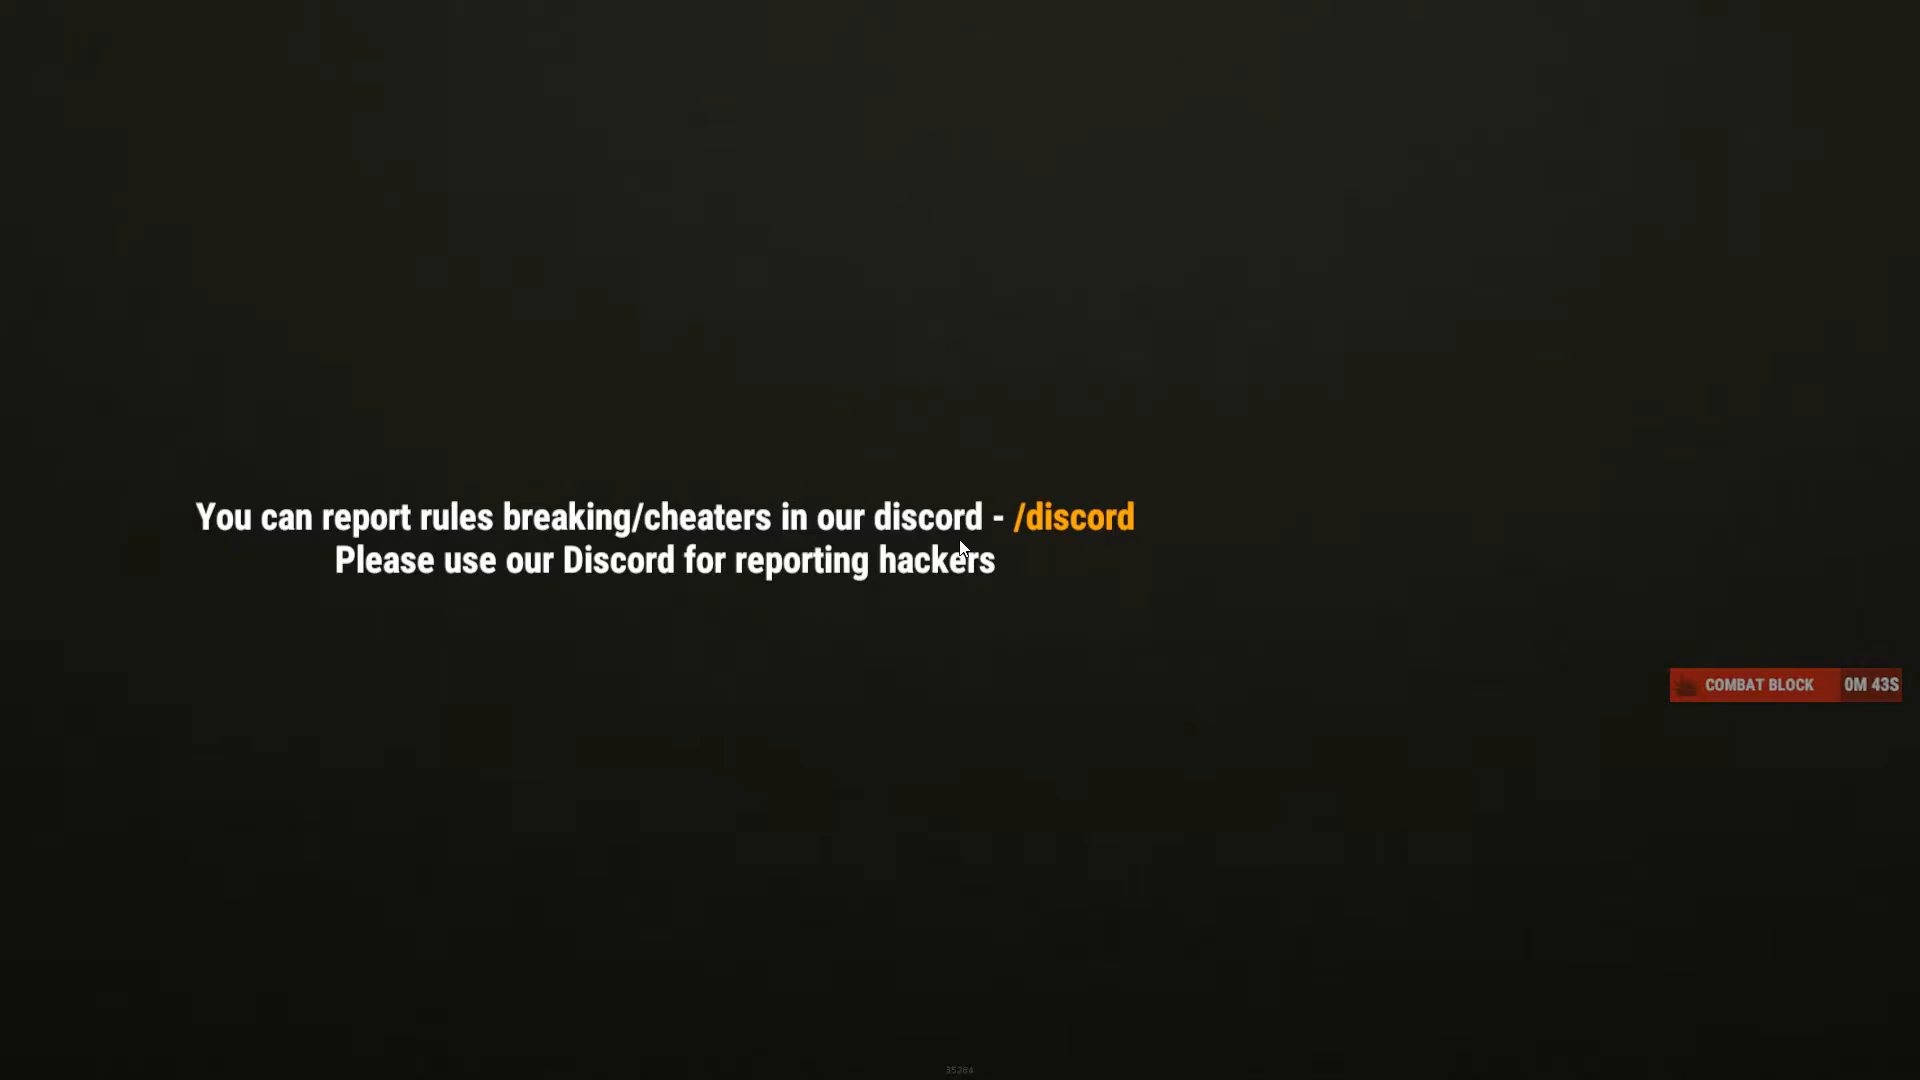 You can report rules breaking/cheaters in our discord - /discord
Please use our Discord for reporting hackers
COMBAT BLOCK 0M 43S
35284